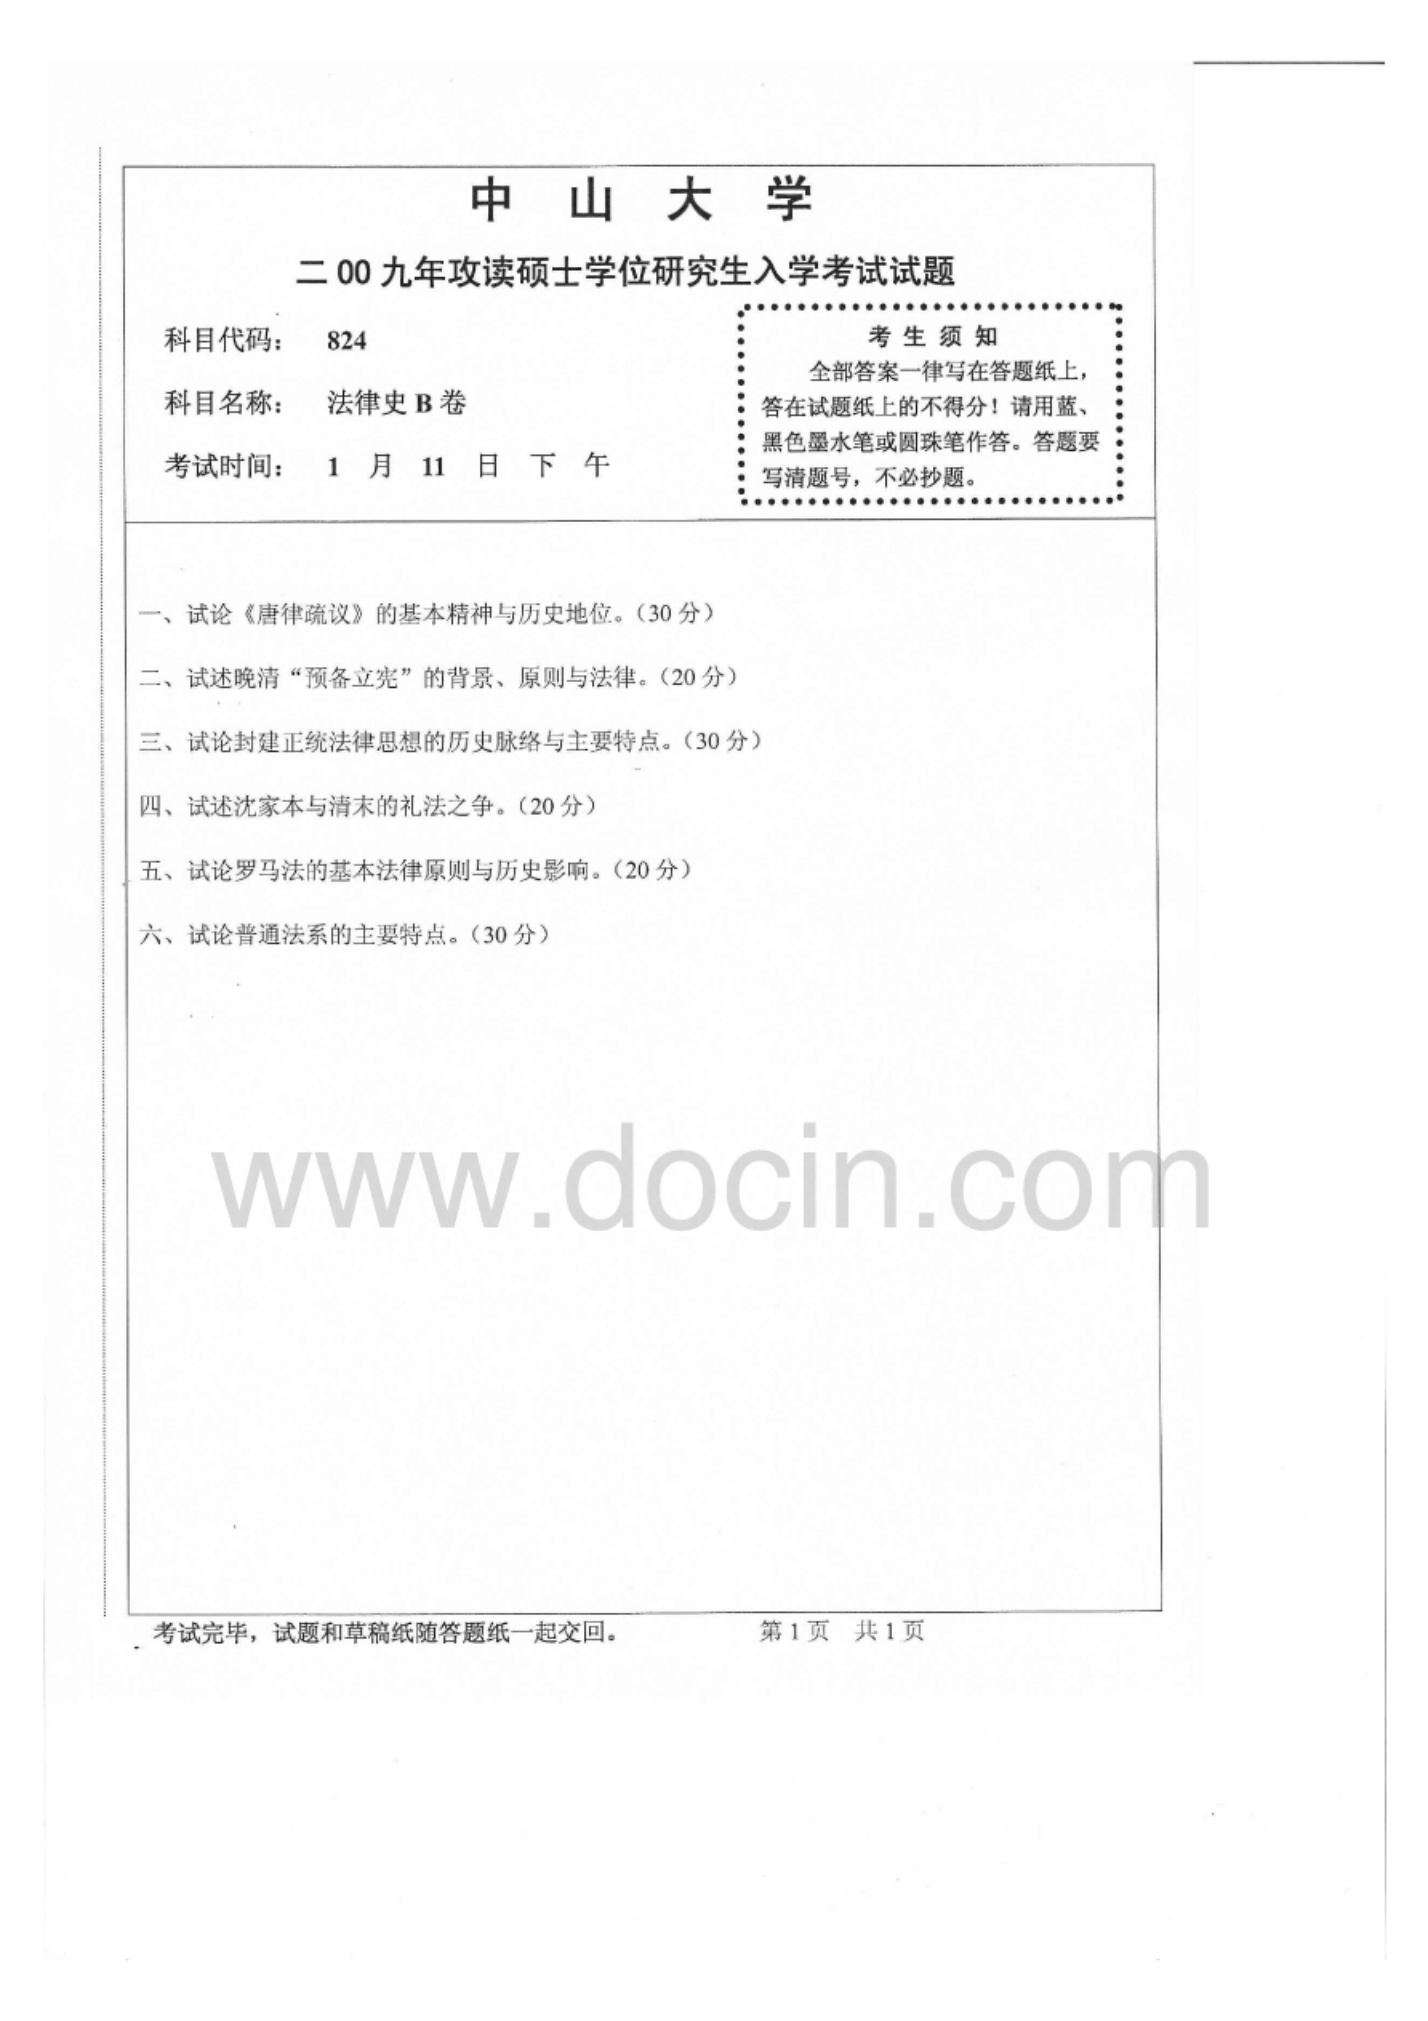 中 山 大 学
二00九年攻读硕士学位研究生入学考试试题
科目代码： 824
科目名称： 法律史B卷
考试时间： 1 月 11 日 下 午
考 生 须 知
全部答案一律写在答题纸上，
答在试题纸上的不得分！请用蓝、
黑色墨水笔或圆珠笔作答。答题要
写清题号，不必抄题。
一、试论《唐律疏议》的基本精神与历史地位。（30分）
二、试述晚清“预备立宪”的背景、原则与法律。（20分）
三、试论封建正统法律思想的历史脉络与主要特点。（30分）
四、试述沈家本与清末的礼法之争。（20分）
五、试论罗马法的基本法律原则与历史影响。（20分）
六、试论普通法系的主要特点。（30分）
www.docin.com
考试完毕，试题和草稿纸随答题纸一起交回。 第1页 共1页